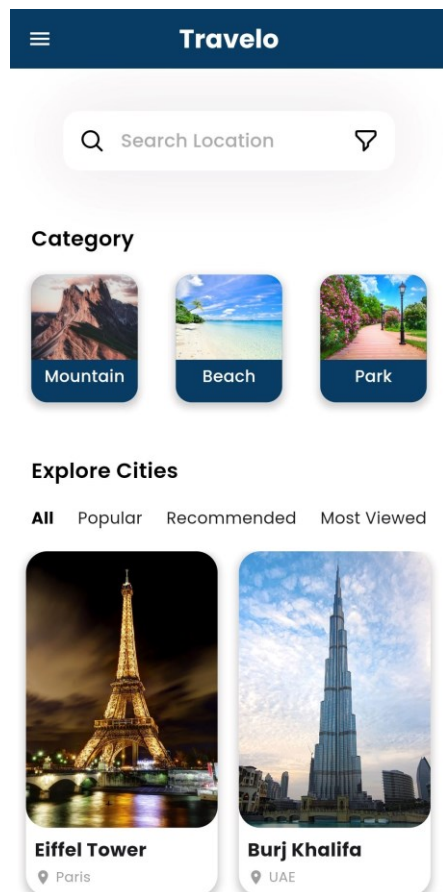 Travelo
Search Location
Category
Mountain Beach Park
Explore Cities
All Popular Recommended Most Viewed
Eiffel Tower Burj Khalifa
Paris UAE